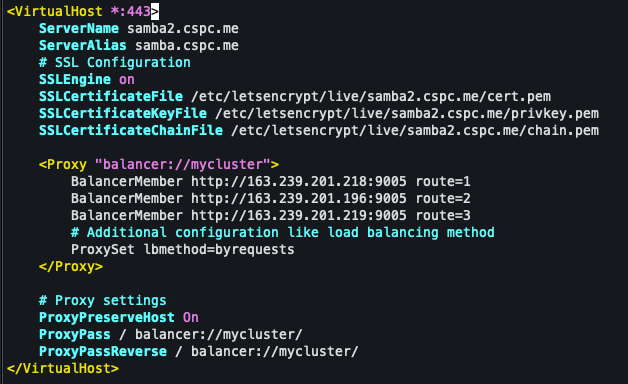 <VirtualHost *:443>
ServerName samba2.cspc.me
ServerAlias samba.cspc.me
# SSL Configuration
SSLEngine on
SSLCertificateFile /etc/letsencrypt/live/samba2.cspc.me/cert.pem
SSLCertificateKeyFile /etc/letsencrypt/live/samba2.cspc.me/privkey.pem
SSLCertificateChainFile /etc/letsencrypt/live/samba2.cspc.me/chain.pem
<Proxy "balancer://mycluster">
BalancerMember http://163.239.201.218:9005 route=1
BalancerMember http://163.239.201.196:9005 route=2
BalancerMember http://163.239.201.219:9005 route=3
# Additional configuration like load balancing method
ProxySet lbmethod=byrequests
</Proxy>
# Proxy settings
ProxyPreserveHost On
ProxyPass / balancer://mycluster/
ProxyPassReverse / balancer://mycluster/
</VirtualHost>